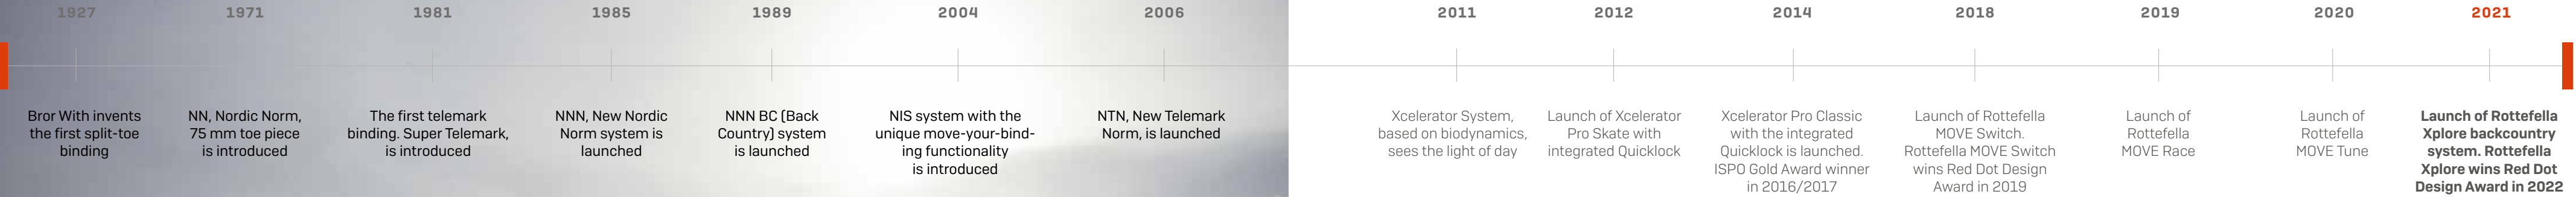 1927
Bror With invents
the first split-toe
binding
1971
NN, Nordic Norm,
75 mm toe piece
is introduced
1981
The first telemark
binding. Super Telemark,
is introduced
1985
NNN, New Nordic
Norm system is
launched
1989
NNN BC (Back
Country) system
is launched
2004
NIS system with the
unique move-your-bind-
ing functionality
is introduced
2006
NTN, New Telemark
Norm, is launched
2011
Xcelerator System,
based on biodynamics,
sees the light of day
2012
Launch of Xcelerator
Pro Skate with
integrated Quicklock
2014
Xcelerator Pro Classic
with the integrated
Quicklock is launched.
ISPO Gold Award winner
in 2016/2017
2018
Launch of Rottefella
MOVE Switch.
Rottefella MOVE Switch
wins Red Dot Design
Award in 2019
2019
Launch of
Rottefella
MOVE Race
2020
Launch of
Rottefella
MOVE Tune
2021
Launch of Rottefella
Xplore backcountry
system. Rottefella
Xplore wins Red Dot
Design Award in 2022